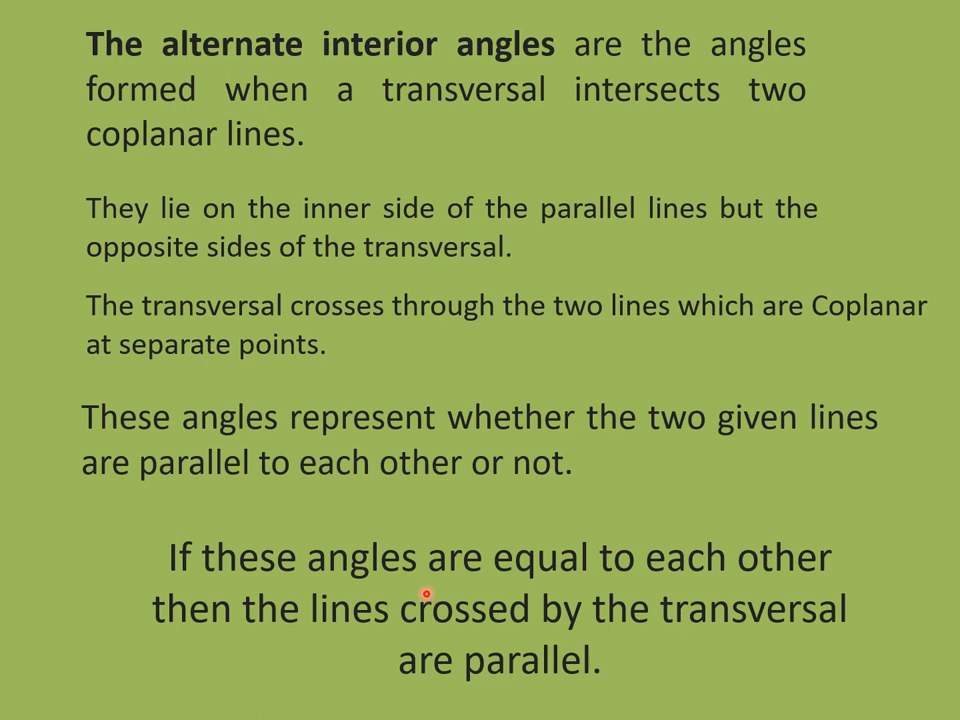 The alternate interior angles are the angles
formed when a transversal intersects two
coplanar lines.
They lie on the inner side of the parallel lines but the
opposite sides of the transversal.
The transversal crosses through the two lines which are Coplanar
at separate points.
These angles represent whether the two given lines
are parallel to each other or not.
If these angles are equal to each other
then the lines crossed by the transversal
are parallel.